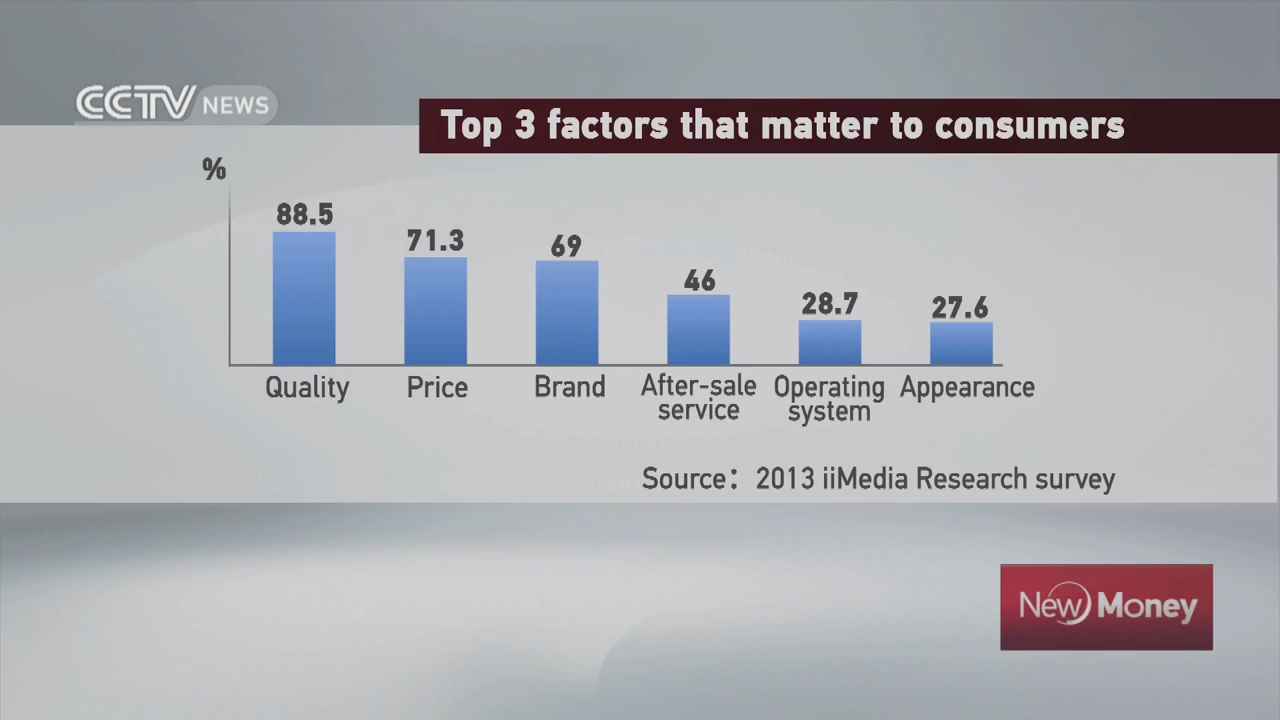 CCTV NEWS
Top 3 factors that matter to consumers
%
88.5
71.3
69
46
28.7
27.6
Quality
Price
Brand
After-sale
service
Operating
system
Appearance
Source: 2013 iiMedia Research survey
New Money